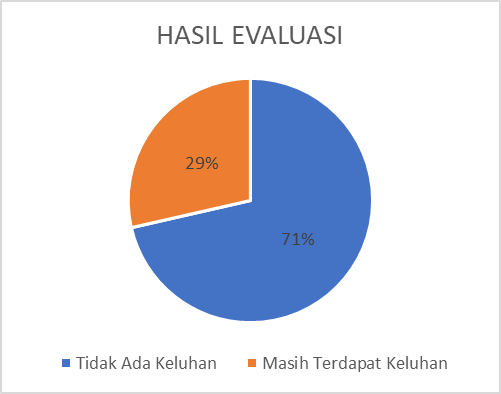 HASIL EVALUASI
29%
71%
Tidak Ada Keluhan
Masih Terdapat Keluhan